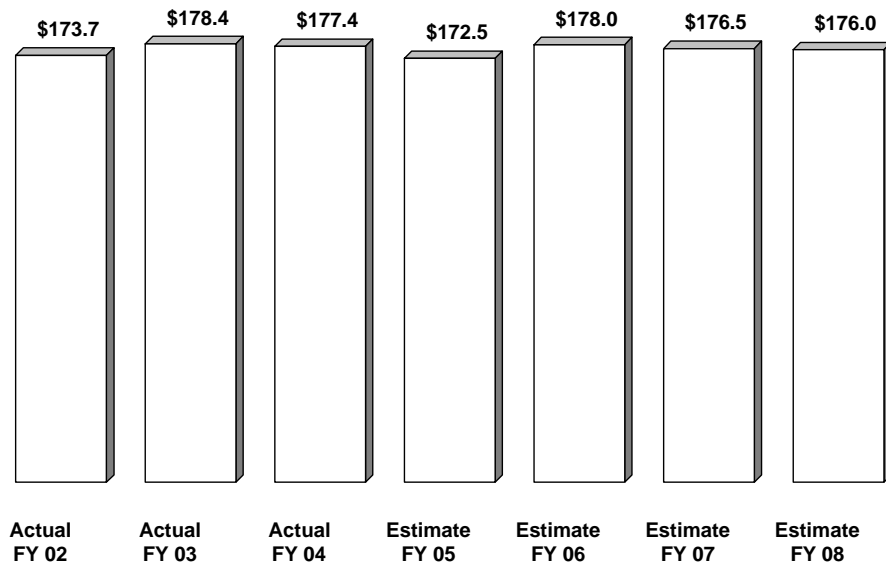 $173.7 $178.4 $177.4 $172.5 $178.0 $176.5 $176.0
Actual Actual Actual Estimate Estimate Estimate Estimate
FY 02 FY 03 FY 04 FY 05 FY 06 FY 07 FY 08